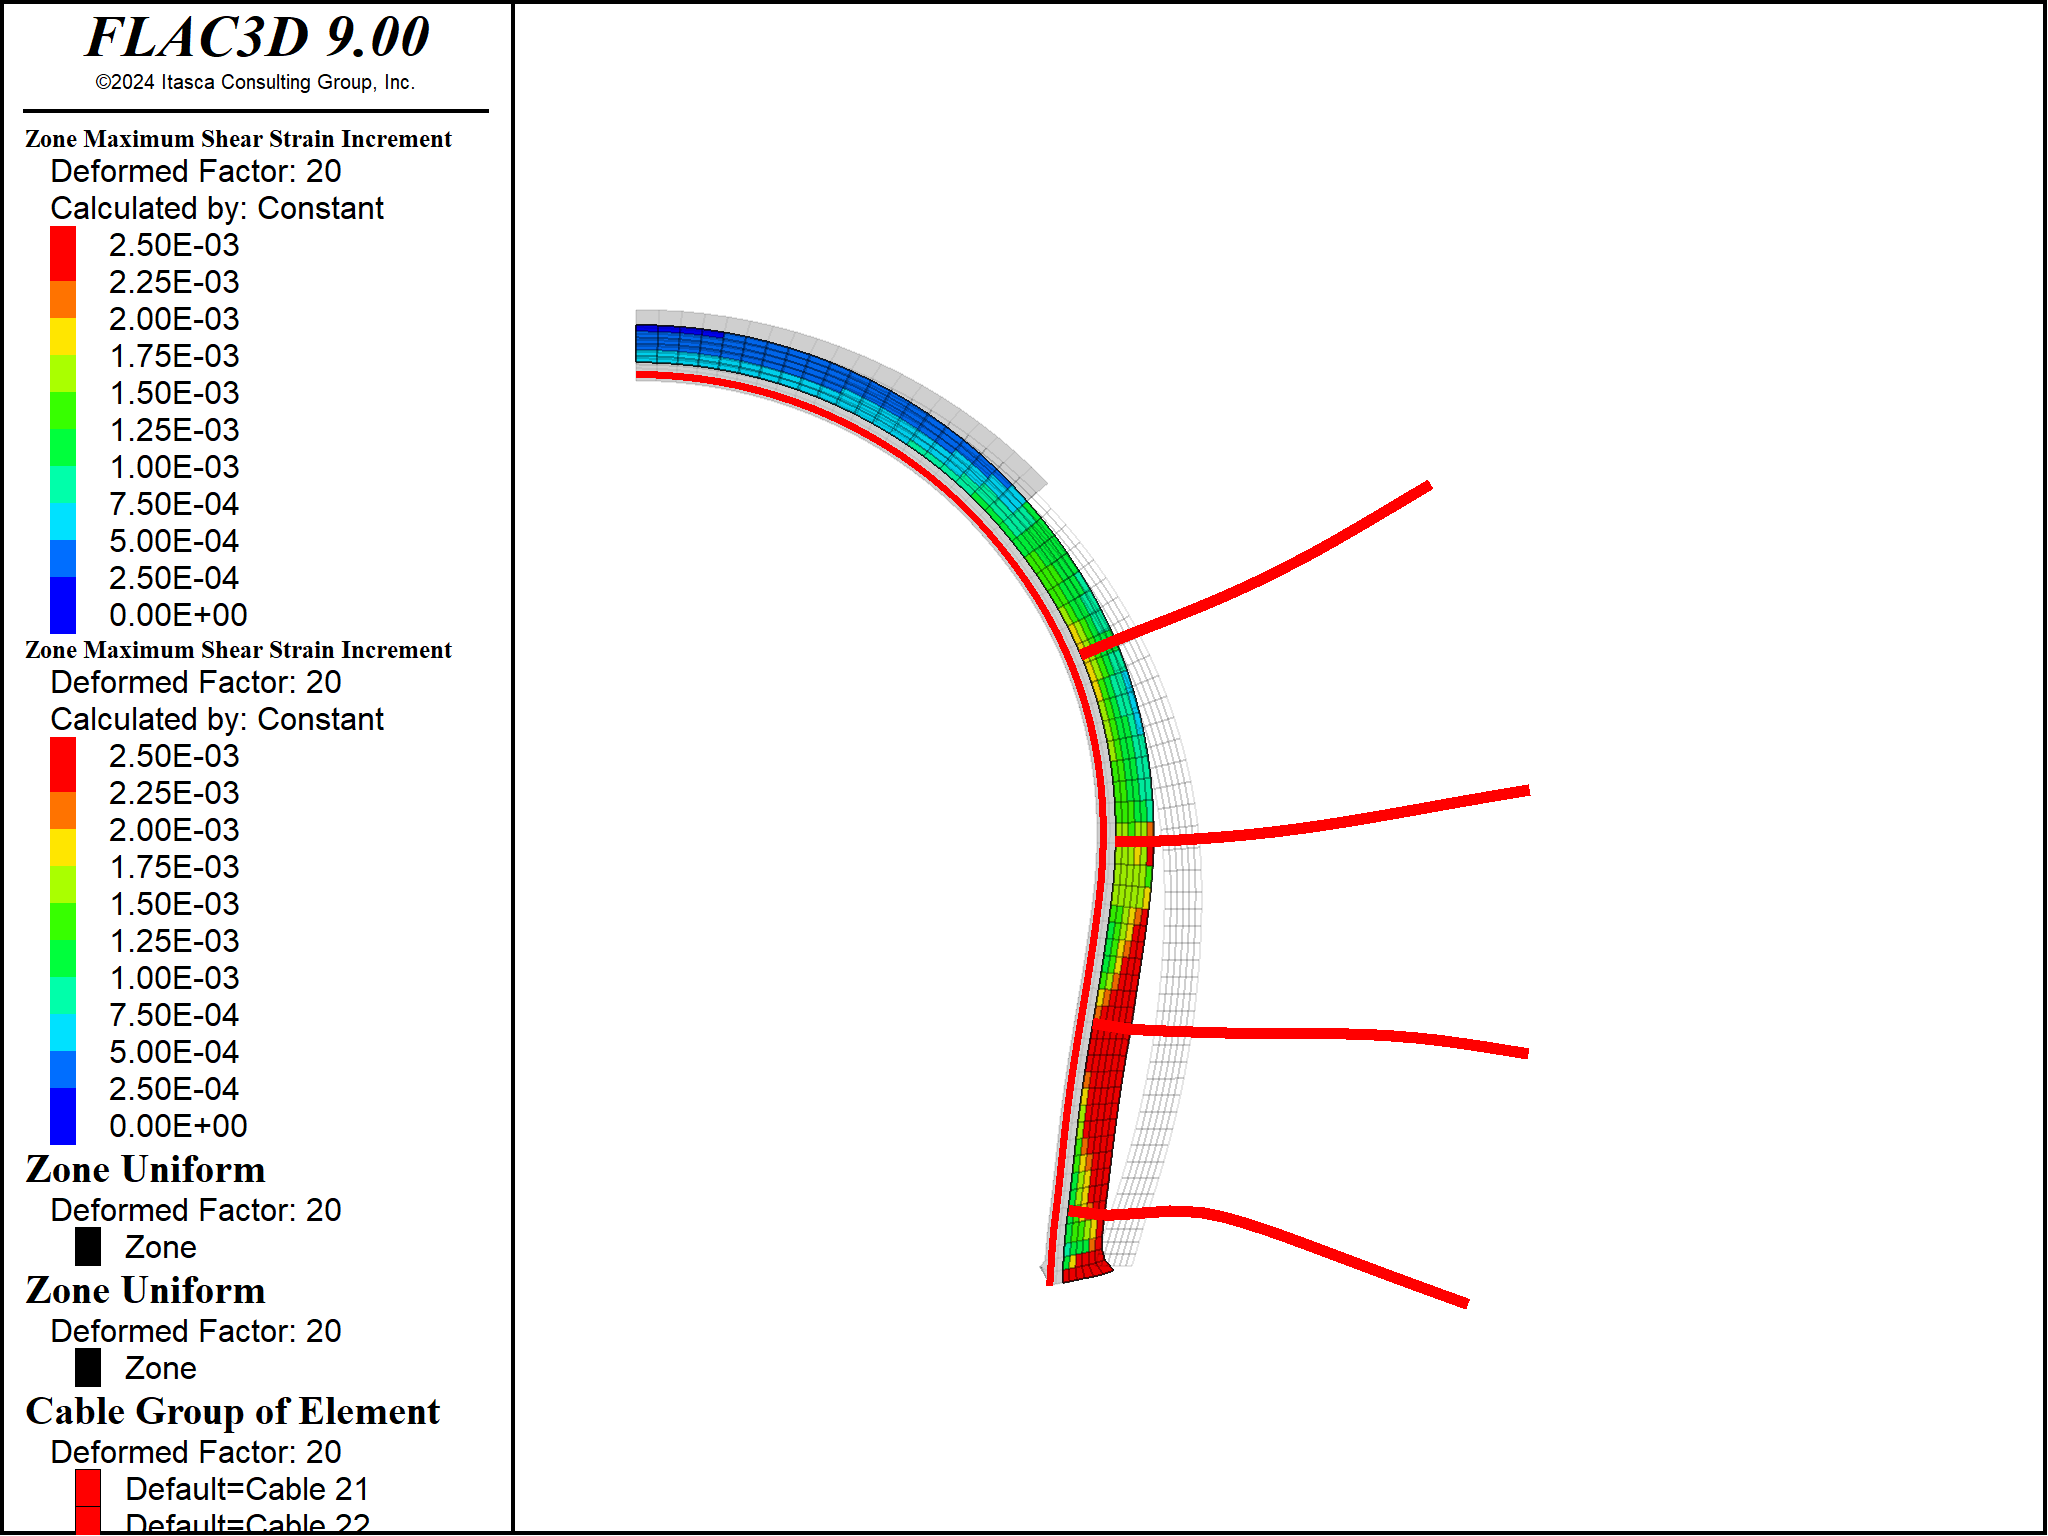 FLAC3D 9.00
©2024 Itasca Consulting Group, Inc.
Zone Maximum Shear Strain Increment
Deformed Factor: 20
Calculated by: Constant
2.50E-03
2.25E-03
2.00E-03
1.75E-03
1.50E-03
1.25E-03
1.00E-03
7.50E-04
5.00E-04
2.50E-04
0.00E+00
Zone Maximum Shear Strain Increment
Deformed Factor: 20
Calculated by: Constant
2.50E-03
2.25E-03
2.00E-03
1.75E-03
1.50E-03
1.25E-03
1.00E-03
7.50E-04
5.00E-04
2.50E-04
0.00E+00
Zone Uniform
Deformed Factor: 20
Zone
Zone Uniform
Deformed Factor: 20
Zone
Cable Group of Element
Deformed Factor: 20
Default=Cable 21
Default=Cable 22